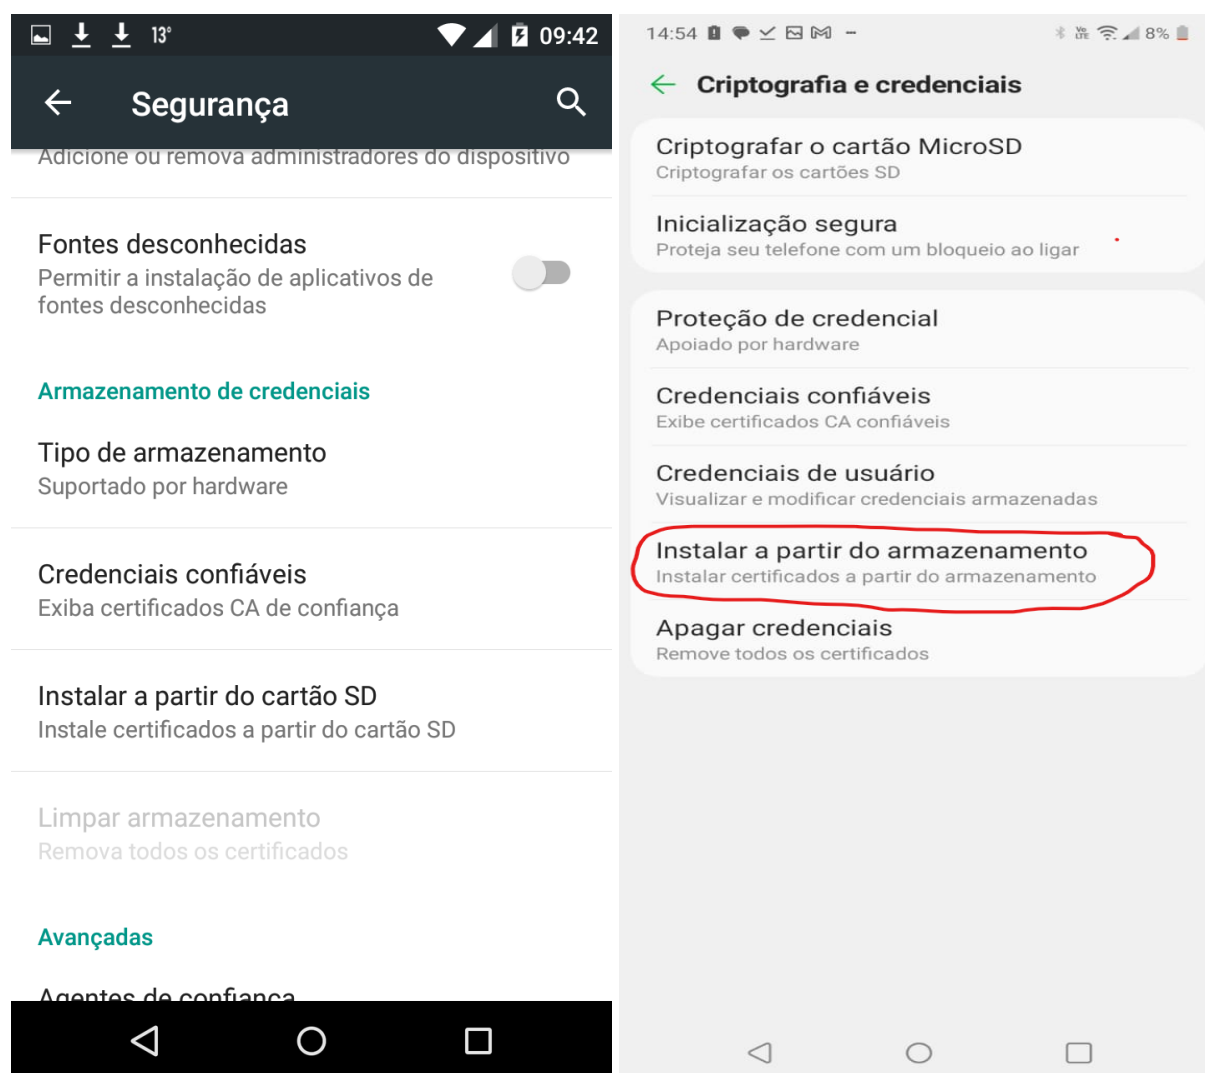 13°
09:42
Segurança
Adicione ou remova administradores do dispositivo
Fontes desconhecidas
Permitir a instalação de aplicativos de
fontes desconhecidas
Armazenamento de credenciais
Tipo de armazenamento
Suportado por hardware
Credenciais confiáveis
Exiba certificados CA de confiança
Instalar a partir do cartão SD
Instale certificados a partir do cartão SD
Limpar armazenamento
Remova todos os certificados
Avançadas
Agentes de confiança
14:54
8%
Criptografia e credenciais
Criptografar o cartão MicroSD
Criptografar os cartões SD
Inicialização segura
Proteja seu telefone com um bloqueio ao ligar
Proteção de credencial
Apoiado por hardware
Credenciais confiáveis
Exibe certificados CA confiáveis
Credenciais de usuário
Visualizar e modificar credenciais armazenadas
Instalar a partir do armazenamento
Instalar certificados a partir do armazenamento
Apagar credenciais
Remove todos os certificados